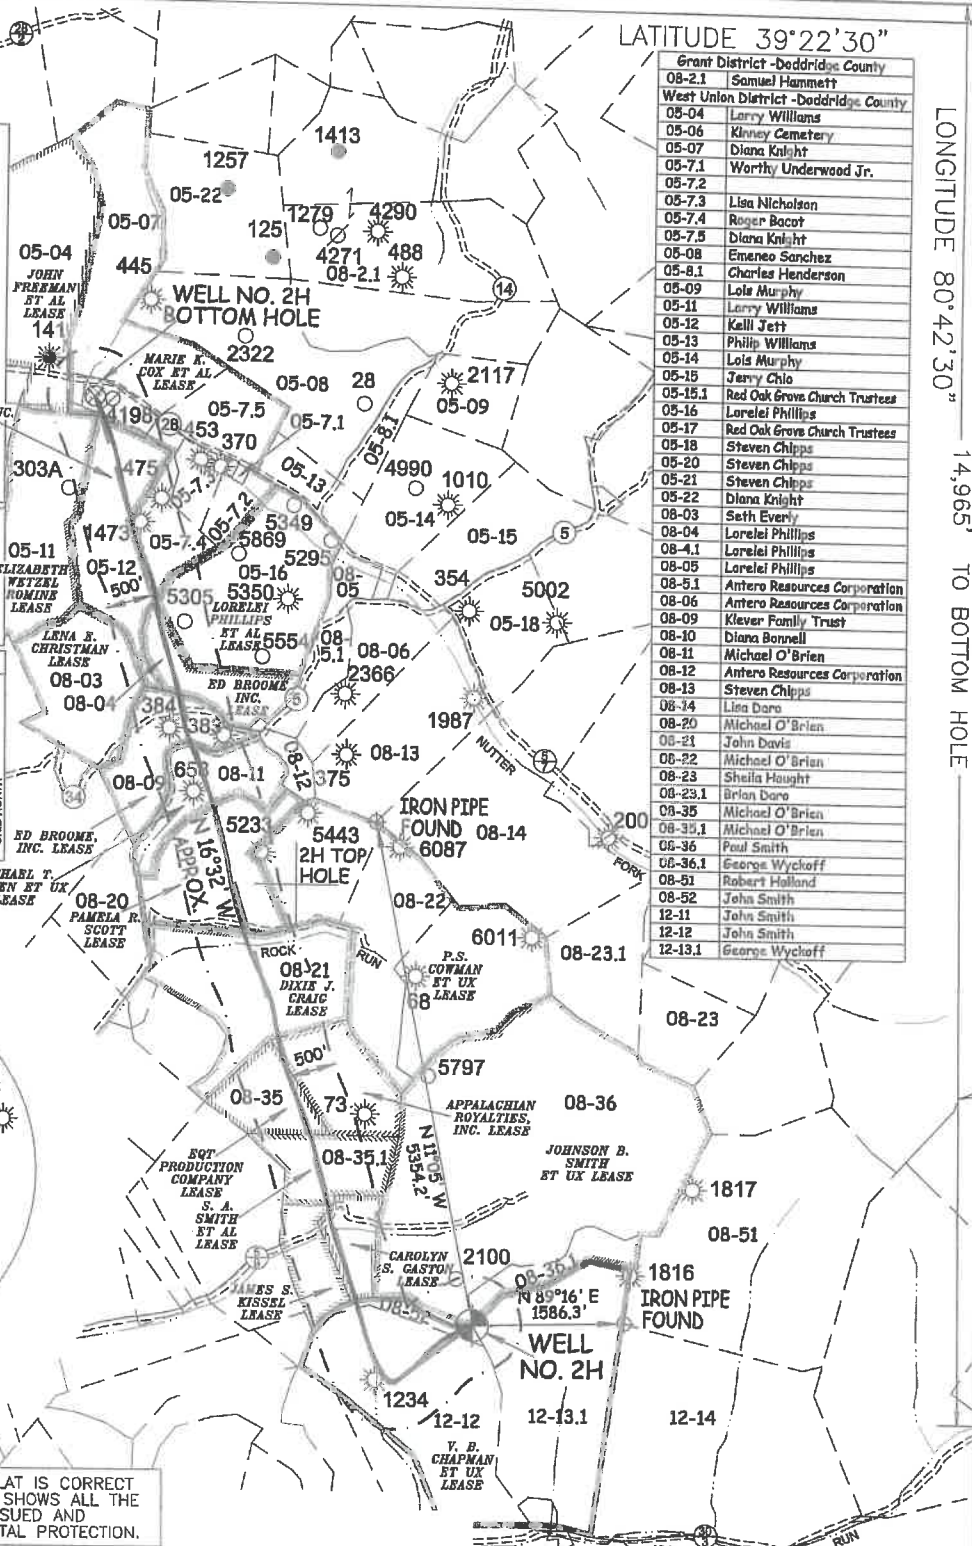 LATITUDE 39°22'30"
Grant District -Doddridge County
08-2.1 Samuel Hammett
West Union District -Doddridge County
05-04 Larry Williams
05-06 Kinney Cemetery
05-07 Diana Knight
05-7.1 Worthy Underwood Jr.
05-7.2
05-7.3 Lisa Nicholson
05-7.4 Roger Bacot
05-7.5 Diana Knight
05-08 Emeneo Sanchez
05-8.1 Charles Henderson
05-09 Lois Murphy
05-11 Larry Williams
05-12 Kelli Jett
05-13 Philip Williams
05-14 Lois Murphy
05-15 Jerry Chio
05-15.1 Red Oak Grove Church Trustees
05-16 Lorelei Phillips
05-17 Red Oak Grove Church Trustees
05-18 Steven Chipps
05-20 Steven Chipps
05-21 Steven Chipps
05-22 Diana Knight
08-03 Seth Everly
08-04 Lorelei Phillips
08-4.1 Lorelei Phillips
08-05 Lorelei Phillips
08-5.1 Antero Resources Corporation
08-06 Antero Resources Corporation
08-09 Klever Family Trust
08-10 Diana Bonnell
08-11 Michael O'Brien
08-12 Antero Resources Corporation
08-13 Steven Chipps
08-14 Lisa Daro
08-20 Michael O'Brien
08-21 John Davis
08-22 Michael O'Brien
08-23 Sheila Haught
08-23.1 Brian Daro
08-35 Michael O'Brien
08-35.1 Michael O'Brien
08-36 Paul Smith
08-36.1 George Wyckoff
08-51 Robert Holland
08-52 John Smith
12-11 John Smith
12-12 John Smith
12-13.1 George Wyckoff
LONGITUDE 80°42'30"
14,965' TO BOTTOM HOLE
1413
1257
05-22
125
1279
4290
4271
488
08-2.1
14
05-07
05-04
JOHN
FREEMAN
ET AL
LEASE
141
445
WELL NO. 2H
BOTTOM HOLE
2322
MARIE K.
COX ET AL
LEASE
05-08
28
2117
05-09
05-7.5
05-7.1
05-8.1
1198
28
453
370
05-13
4990
1010
05-14
05-15
5
303A
475
05-7.3
05-7.2
5349
5869
5295
1473
05-7.4
05-11
ELIZABETH
WETZEL
ROMINE
LEASE
05-12
500'
05-16
5350
5305
LORELEI
PHILLIPS
ET AL
LEASE
5554
08-
05
08-
5.1
354
5002
05-18
LENA E.
CHRISTMAN
LEASE
08-03
08-04
08-06
2366
ED BROOME
INC.
LEASE
5
384
383
1987
NUTTER
FORK
200
08-13
08-12
375
08-09
658
08-11
34
ED BROOME,
INC. LEASE
5233
5443
2H TOP
HOLE
IRON PIPE
FOUND
6087
08-14
N 16°32' W
APPROX.
08-20
PAMELA R.
SCOTT
LEASE
08-22
6011
08-23.1
ROCK
RUN
08-21
DIXIE J.
CRAIG
LEASE
P.S.
COWMAN
ET UX
LEASE
68
08-23
500'
5797
08-35
73
APPALACHIAN
ROYALTIES,
INC. LEASE
08-36
JOHNSON B.
SMITH
ET UX LEASE
EQT
PRODUCTION
COMPANY
LEASE
08-35.1
N 11°05' W
5354.2'
S. A.
SMITH
ET AL
LEASE
1817
08-51
CAROLYN
S. GASTON
LEASE
2100
08-36.1
JAMES S.
KISSEL
LEASE
08-52
N 89°16' E
1586.3'
1816
IRON PIPE
FOUND
WELL
NO. 2H
1234
12-12
12-13.1
12-14
V. B.
CHAPMAN
ET UX
LEASE
RUN
LAT IS CORRECT
SHOWS ALL THE
SUED AND
TAL PROTECTION.